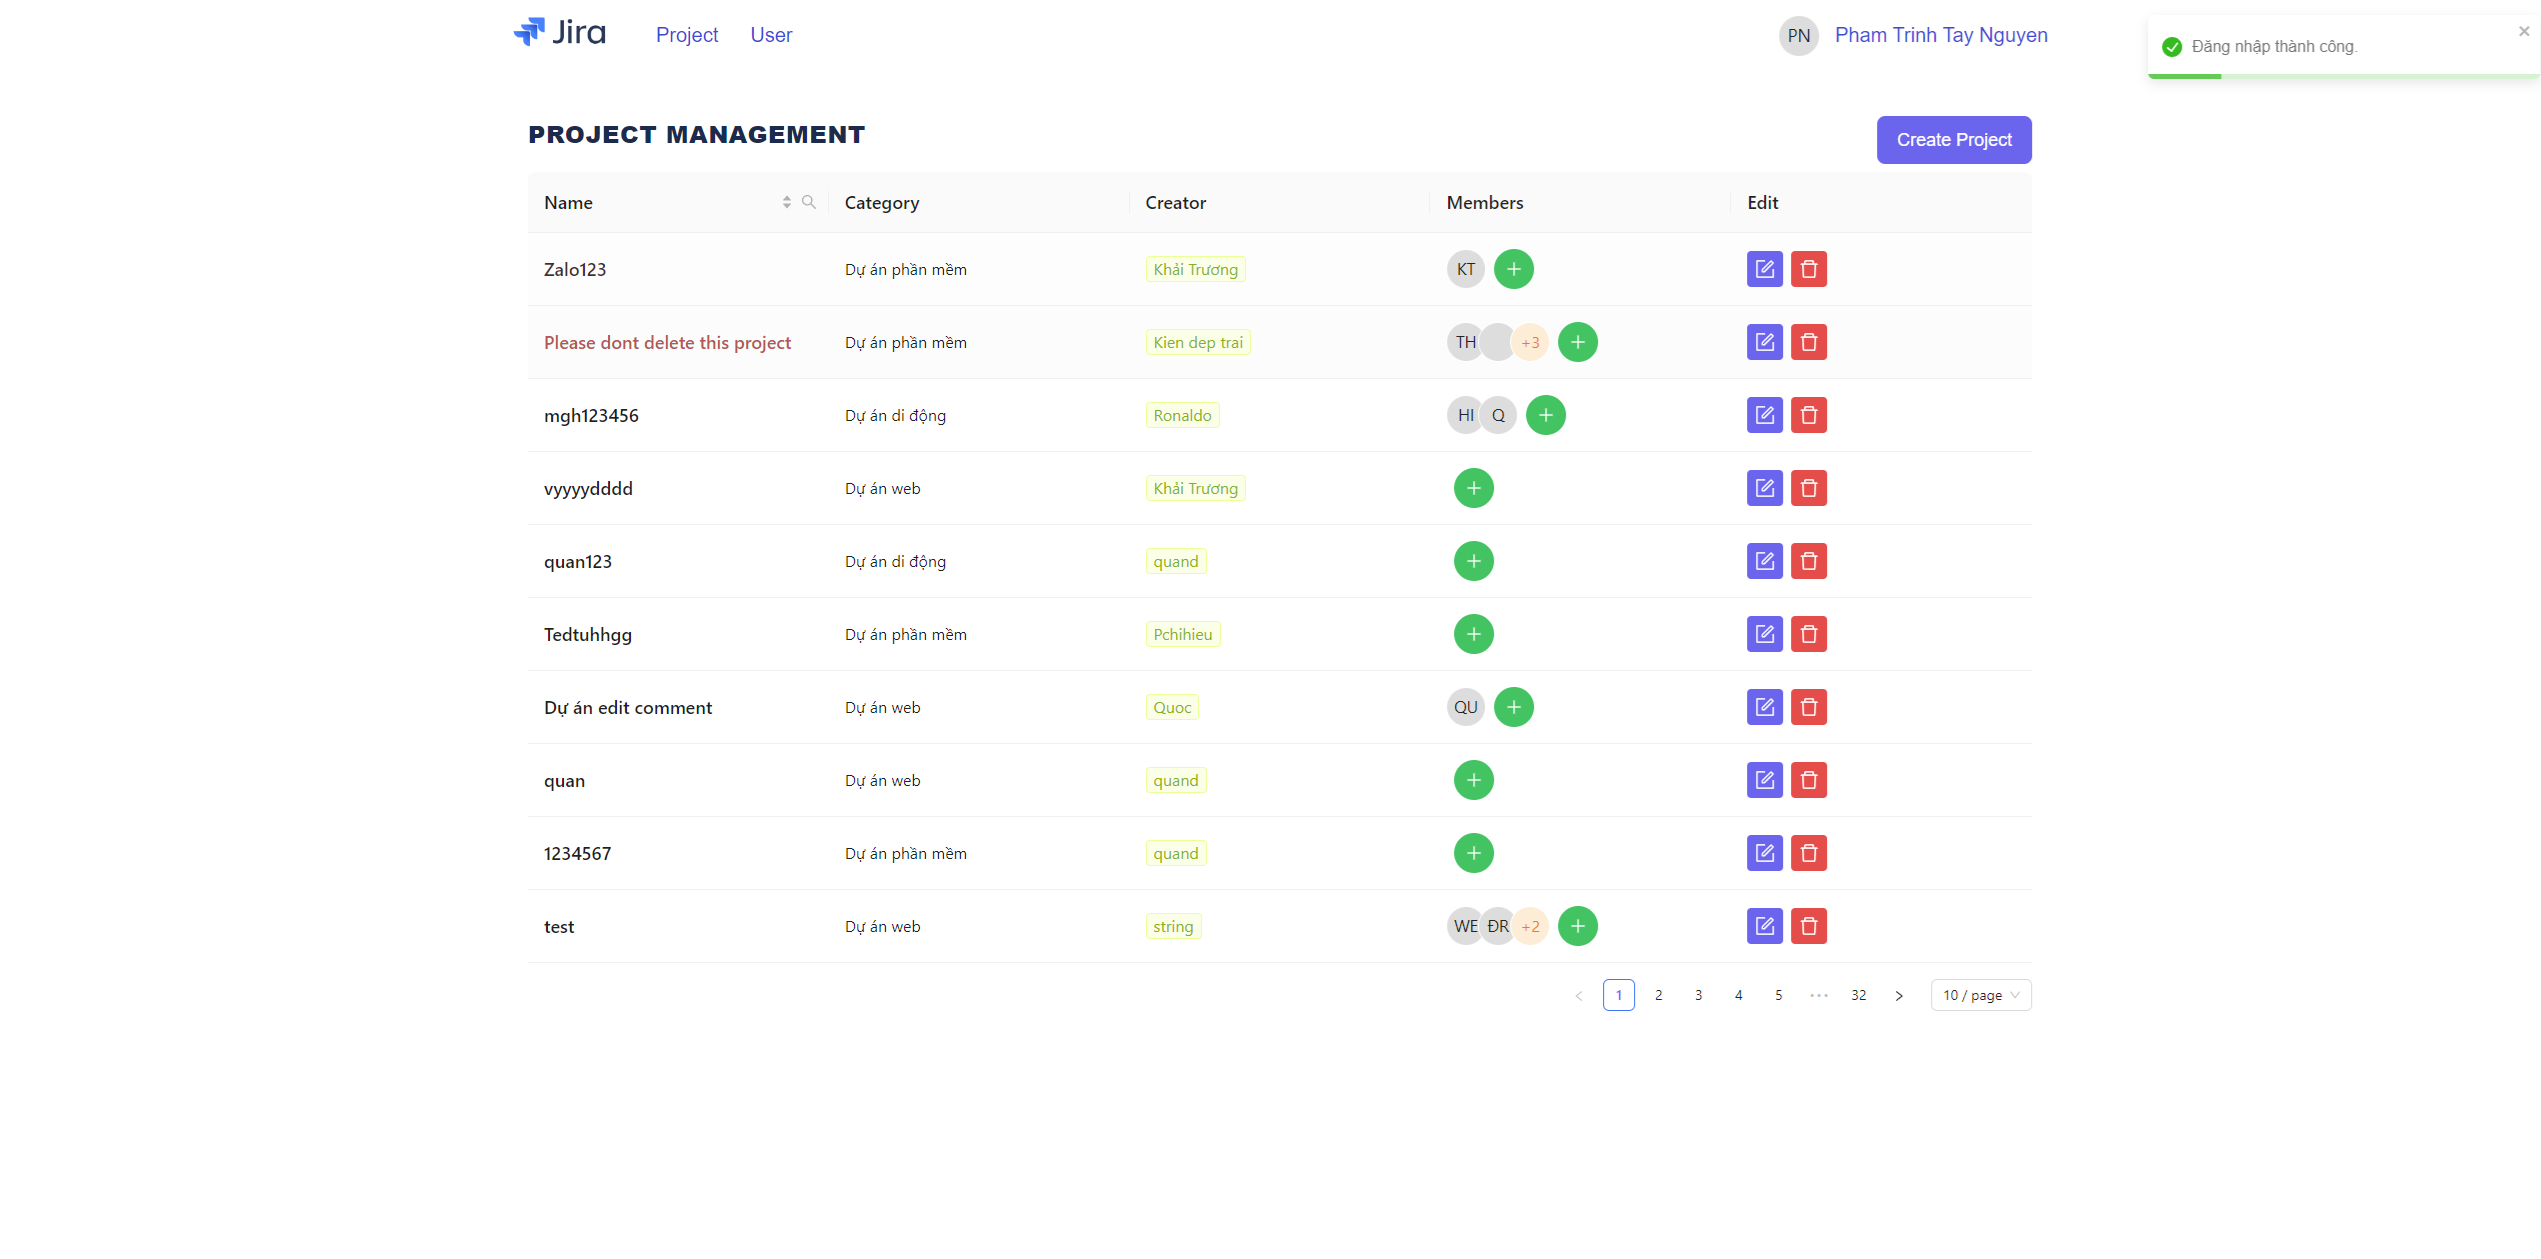 Jira Project User PN Pham Trinh Tay Nguyen
Đăng nhập thành công.
PROJECT MANAGEMENT
Create Project
Name Category Creator Members Edit
Zalo123 Dự án phần mềm Khải Trương KT
Please dont delete this project Dự án phần mềm Kien dep trai TH +3
mgh123456 Dự án di động Ronaldo HI Q
vyyyydddd Dự án web Khải Trương
quan123 Dự án di động quand
Tedtuhhgg Dự án phần mềm Pchihieu
Dự án edit comment Dự án web Quoc QU
quan Dự án web quand
1234567 Dự án phần mềm quand
test Dự án web string WE ĐR +2
1 2 3 4 5 ••• 32 10 / page